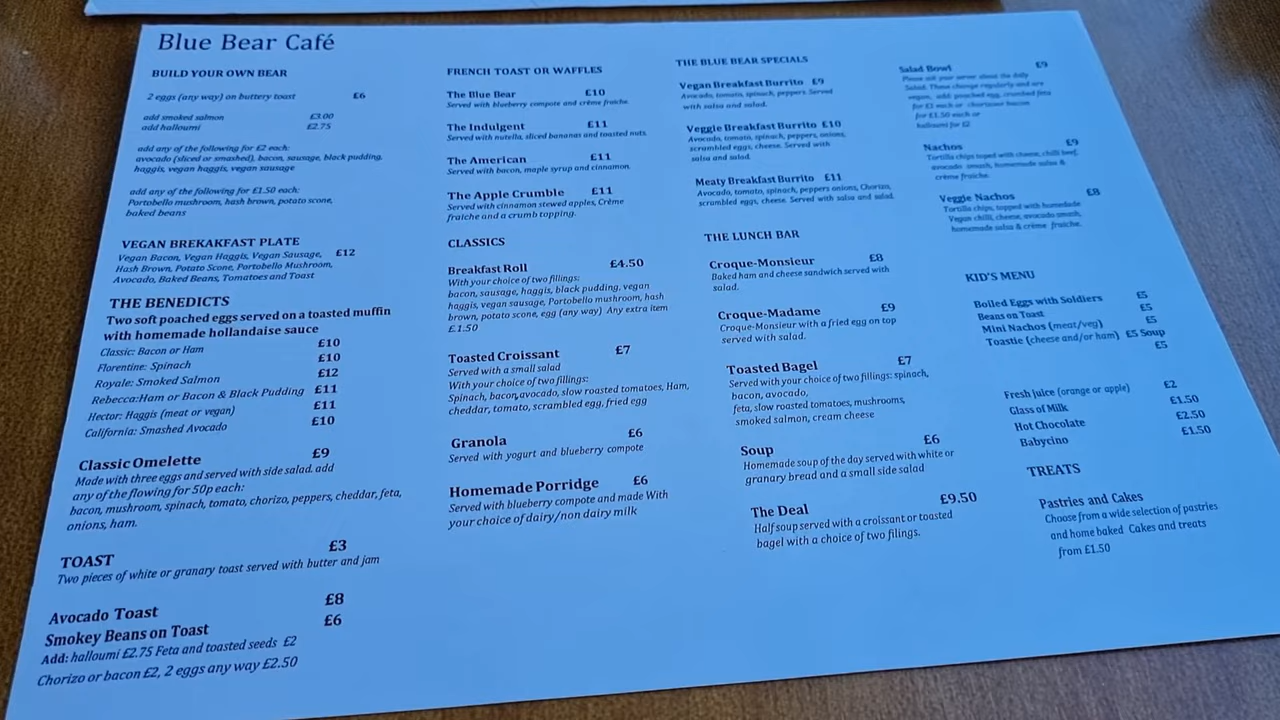 Blue Bear Café
BUILD YOUR OWN BEAR
2 eggs (any way) on buttery toast £6
add smoked salmon £3.00
add halloumi £2.75
add any of the following for £2 each:
avocado (sliced or smashed), bacon, sausage, black pudding,
haggis, vegan haggis, vegan sausage
add any of the following for £1.50 each:
Portobello mushroom, hash brown, potato scone,
baked beans
VEGAN BREKAKFAST PLATE
Vegan Bacon, Vegan Haggis, Vegan Sausage, £12
Hash Brown, Potato Scone, Portobello Mushroom,
Avocado, Baked Beans, Tomatoes and Toast
THE BENEDICTS
Two soft poached eggs served on a toasted muffin
with homemade hollandaise sauce
Classic: Bacon or Ham £10
Florentine: Spinach £10
Royale: Smoked Salmon £12
Rebecca:Ham or Bacon & Black Pudding £11
Hector: Haggis (meat or vegan) £11
California: Smashed Avocado £10
Classic Omelette £9
Made with three eggs and served with side salad. add
any of the flowing for 50p each:
bacon, mushroom, spinach, tomato, chorizo, peppers, cheddar, feta,
onions, ham.
TOAST £3
Two pieces of white or granary toast served with butter and jam
Avocado Toast £8
Smokey Beans on Toast £6
Add: halloumi £2.75 Feta and toasted seeds £2
Chorizo or bacon £2, 2 eggs any way £2.50
FRENCH TOAST OR WAFFLES
The Blue Bear £10
Served with blueberry compote and crème fraiche.
The Indulgent £11
Served with nutella, sliced bananas and toasted nuts.
The American £11
Served with bacon, maple syrup and cinnamon.
The Apple Crumble £11
Served with cinnamon stewed apples, Crème
fraiche and a crumb topping.
CLASSICS
Breakfast Roll £4.50
With your choice of two fillings:
bacon, sausage, haggis, black pudding, vegan
haggis, vegan sausage, Portobello mushroom, hash
brown, potato scone, egg (any way) Any extra item
£.1.50
Toasted Croissant £7
Served with a small salad
With your choice of two fillings:
Spinach, bacon,avocado, slow roasted tomatoes, Ham,
cheddar, tomato, scrambled egg, fried egg
Granola £6
Served with yogurt and blueberry compote
Homemade Porridge £6
Served with blueberry compote and made With
your choice of dairy/non dairy milk
THE BLUE BEAR SPECIALS
Vegan Breakfast Burrito £9
Avocado, tomato, spinach, peppers. Served
with salsa and salad.
Veggie Breakfast Burrito £10
Avocado, tomato, spinach, peppers, onions,
scrambled eggs, cheese. Served with
salsa and salad.
Meaty Breakfast Burrito £11
Avocado, tomato, spinach, peppers onions, Chorizo,
scrambled eggs, cheese. Served with salsa and salad.
THE LUNCH BAR
Croque-Monsieur £8
Baked ham and cheese sandwich served with
salad.
Croque-Madame £9
Croque-Monsieur with a fried egg on top
served with salad.
Toasted Bagel £7
Served with your choice of two fillings: spinach,
bacon, avocado,
feta, slow roasted tomatoes, mushrooms,
smoked salmon, cream cheese
Soup £6
Homemade soup of the day served with white or
granary bread and a small side salad
The Deal £9.50
Half soup served with a croissant or toasted
bagel with a choice of two filings.
Salad Bowl £9
Please ask your server about the daily
Salad. These change regularly and are
vegan, add poached egg, crumbed feta
for £1 each or chorizo or bacon
for £1.50 each or
halloumi for £2
Nachos £9
Tortilla chips toped with cheese, chilli beef,
avocado smash, homemade salsa &
crème fraiche.
Veggie Nachos £8
Tortilla chips, topped with homedade
Vegan chilli, cheese, avocado smash,
homemade salsa & crème fraiche.
KID'S MENU
Boiled Eggs with Soldiers £5
Beans on Toast £5
Mini Nachos (meat/veg) £5
Toastie (cheese and/or ham) £5 Soup
£5
Fresh Juice (orange or apple) £2
Glass of Milk £1.50
Hot Chocolate £2.50
Babycino £1.50
TREATS
Pastries and Cakes
Choose from a wide selection of pastries
and home baked Cakes and treats
from £1.50